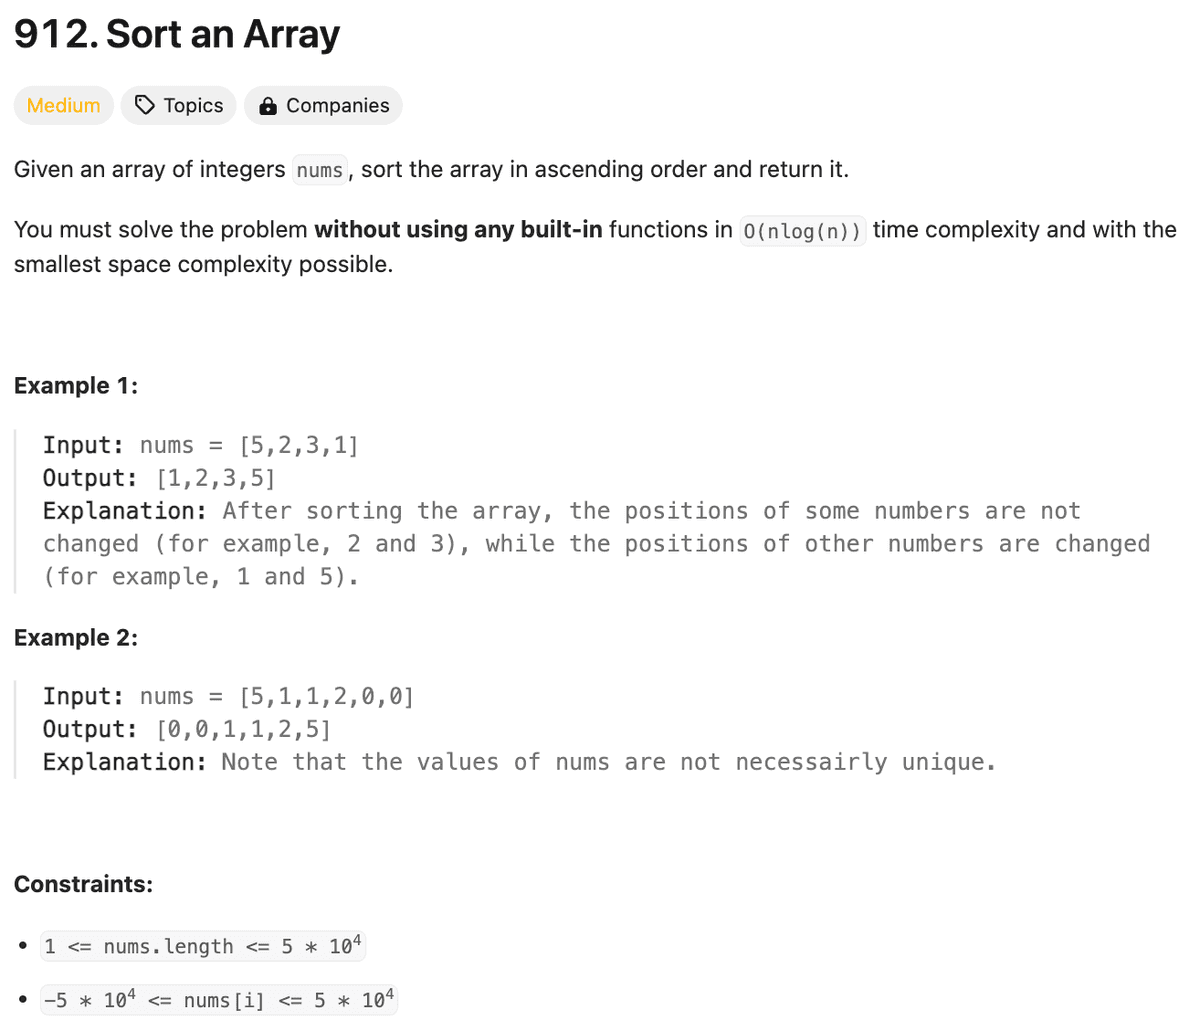 912. Sort an Array
Medium Topics Companies
Given an array of integers nums, sort the array in ascending order and return it.
You must solve the problem without using any built-in functions in O(nlog(n)) time complexity and with the
smallest space complexity possible.
Example 1:
Input: nums = [5,2,3,1]
Output: [1,2,3,5]
Explanation: After sorting the array, the positions of some numbers are not
changed (for example, 2 and 3), while the positions of other numbers are changed
(for example, 1 and 5).
Example 2:
Input: nums = [5,1,1,2,0,0]
Output: [0,0,1,1,2,5]
Explanation: Note that the values of nums are not necessairly unique.
Constraints:
• 1 <= nums.length <= 5 * 10⁴
• -5 * 10⁴ <= nums[i] <= 5 * 10⁴